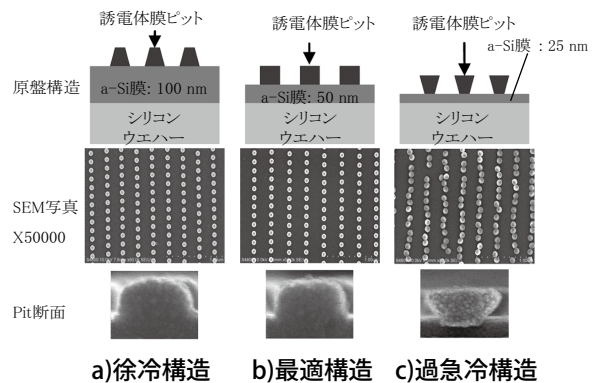 誘電体膜ピット 誘電体膜ピット 誘電体膜ピット
a-Si膜：25 nm
原盤構造
a-Si膜: 100 nm a-Si膜: 50 nm
シリコン シリコン シリコン
ウエハー ウエハー ウエハー
SEM写真
X50000
Pit断面
a)徐冷構造 b)最適構造 c)過急冷構造